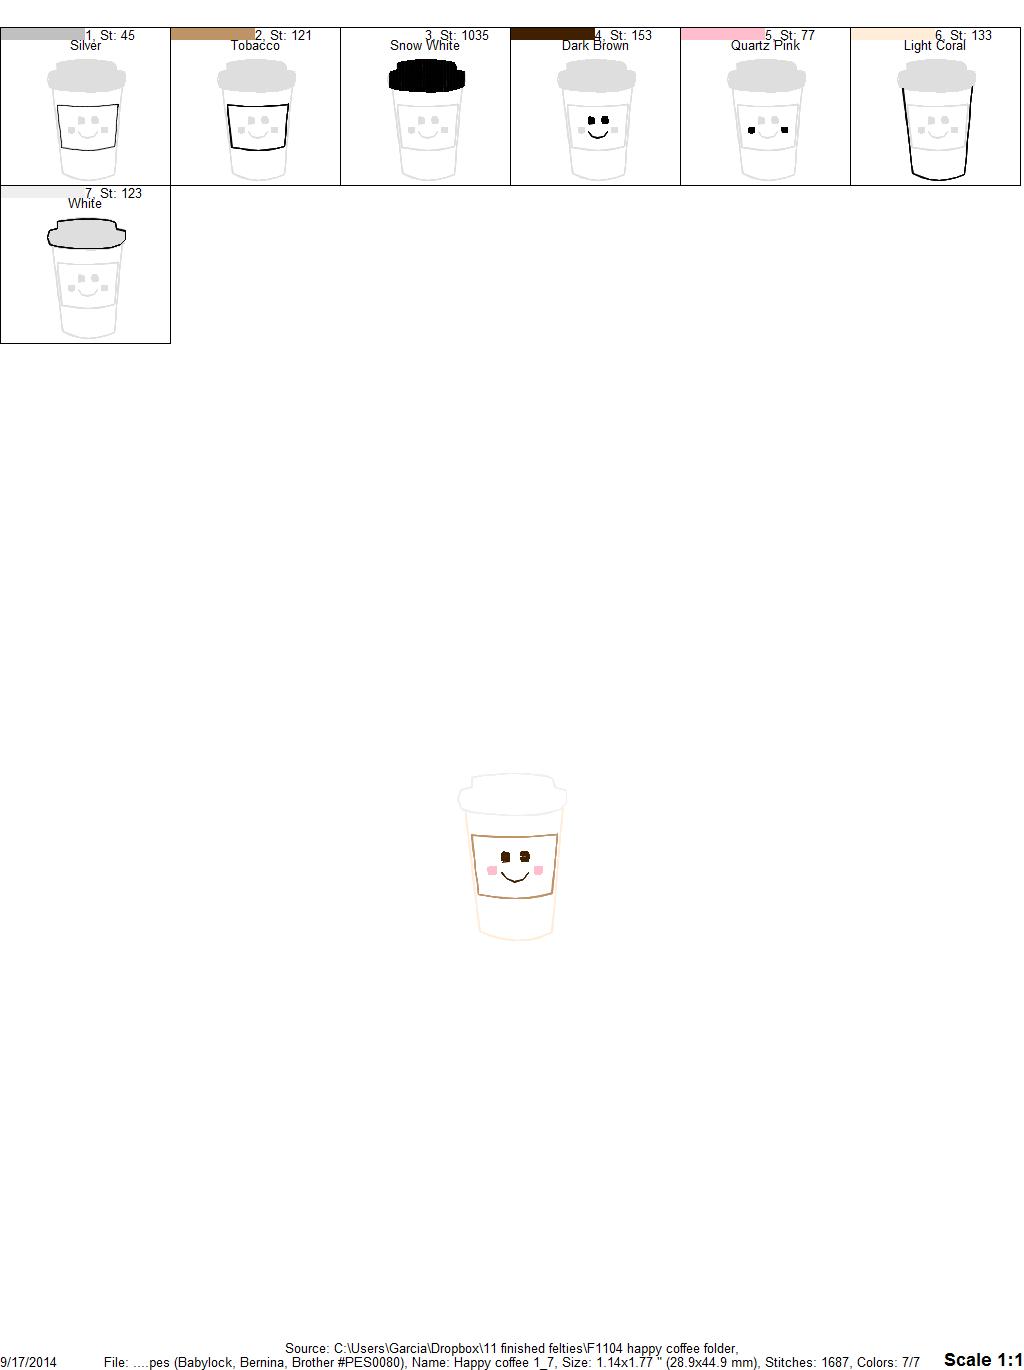 1, St: 45
Silver
2, St: 121
Tobacco
3, St: 1035
Snow White
4, St: 153
Dark Brown
5, St: 77
Quartz Pink
6, St: 133
Light Coral
7, St: 123
White
Source: C:\Users\Garcia\Dropbox\11 finished felties\F1104 happy coffee folder,
9/17/2014 File: ....pes (Babylock, Bernina, Brother #PES0080), Name: Happy coffee 1_7, Size: 1.14x1.77 " (28.9x44.9 mm), Stitches: 1687, Colors: 7/7 Scale 1:1